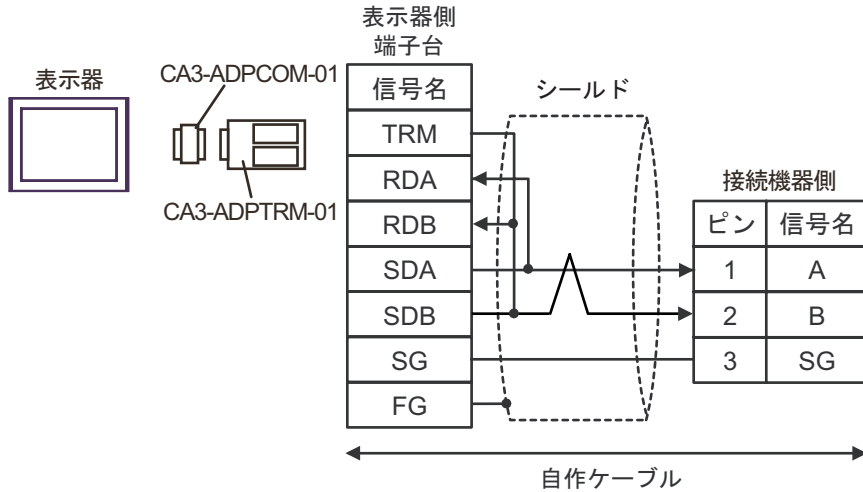 表示器側
端子台
表示器
CA3-ADPCOM-01
CA3-ADPTRM-01
信号名
TRM
RDA
RDB
SDA
SDB
SG
FG
シールド
接続機器側
ピン 信号名
1 A
2 B
3 SG
自作ケーブル